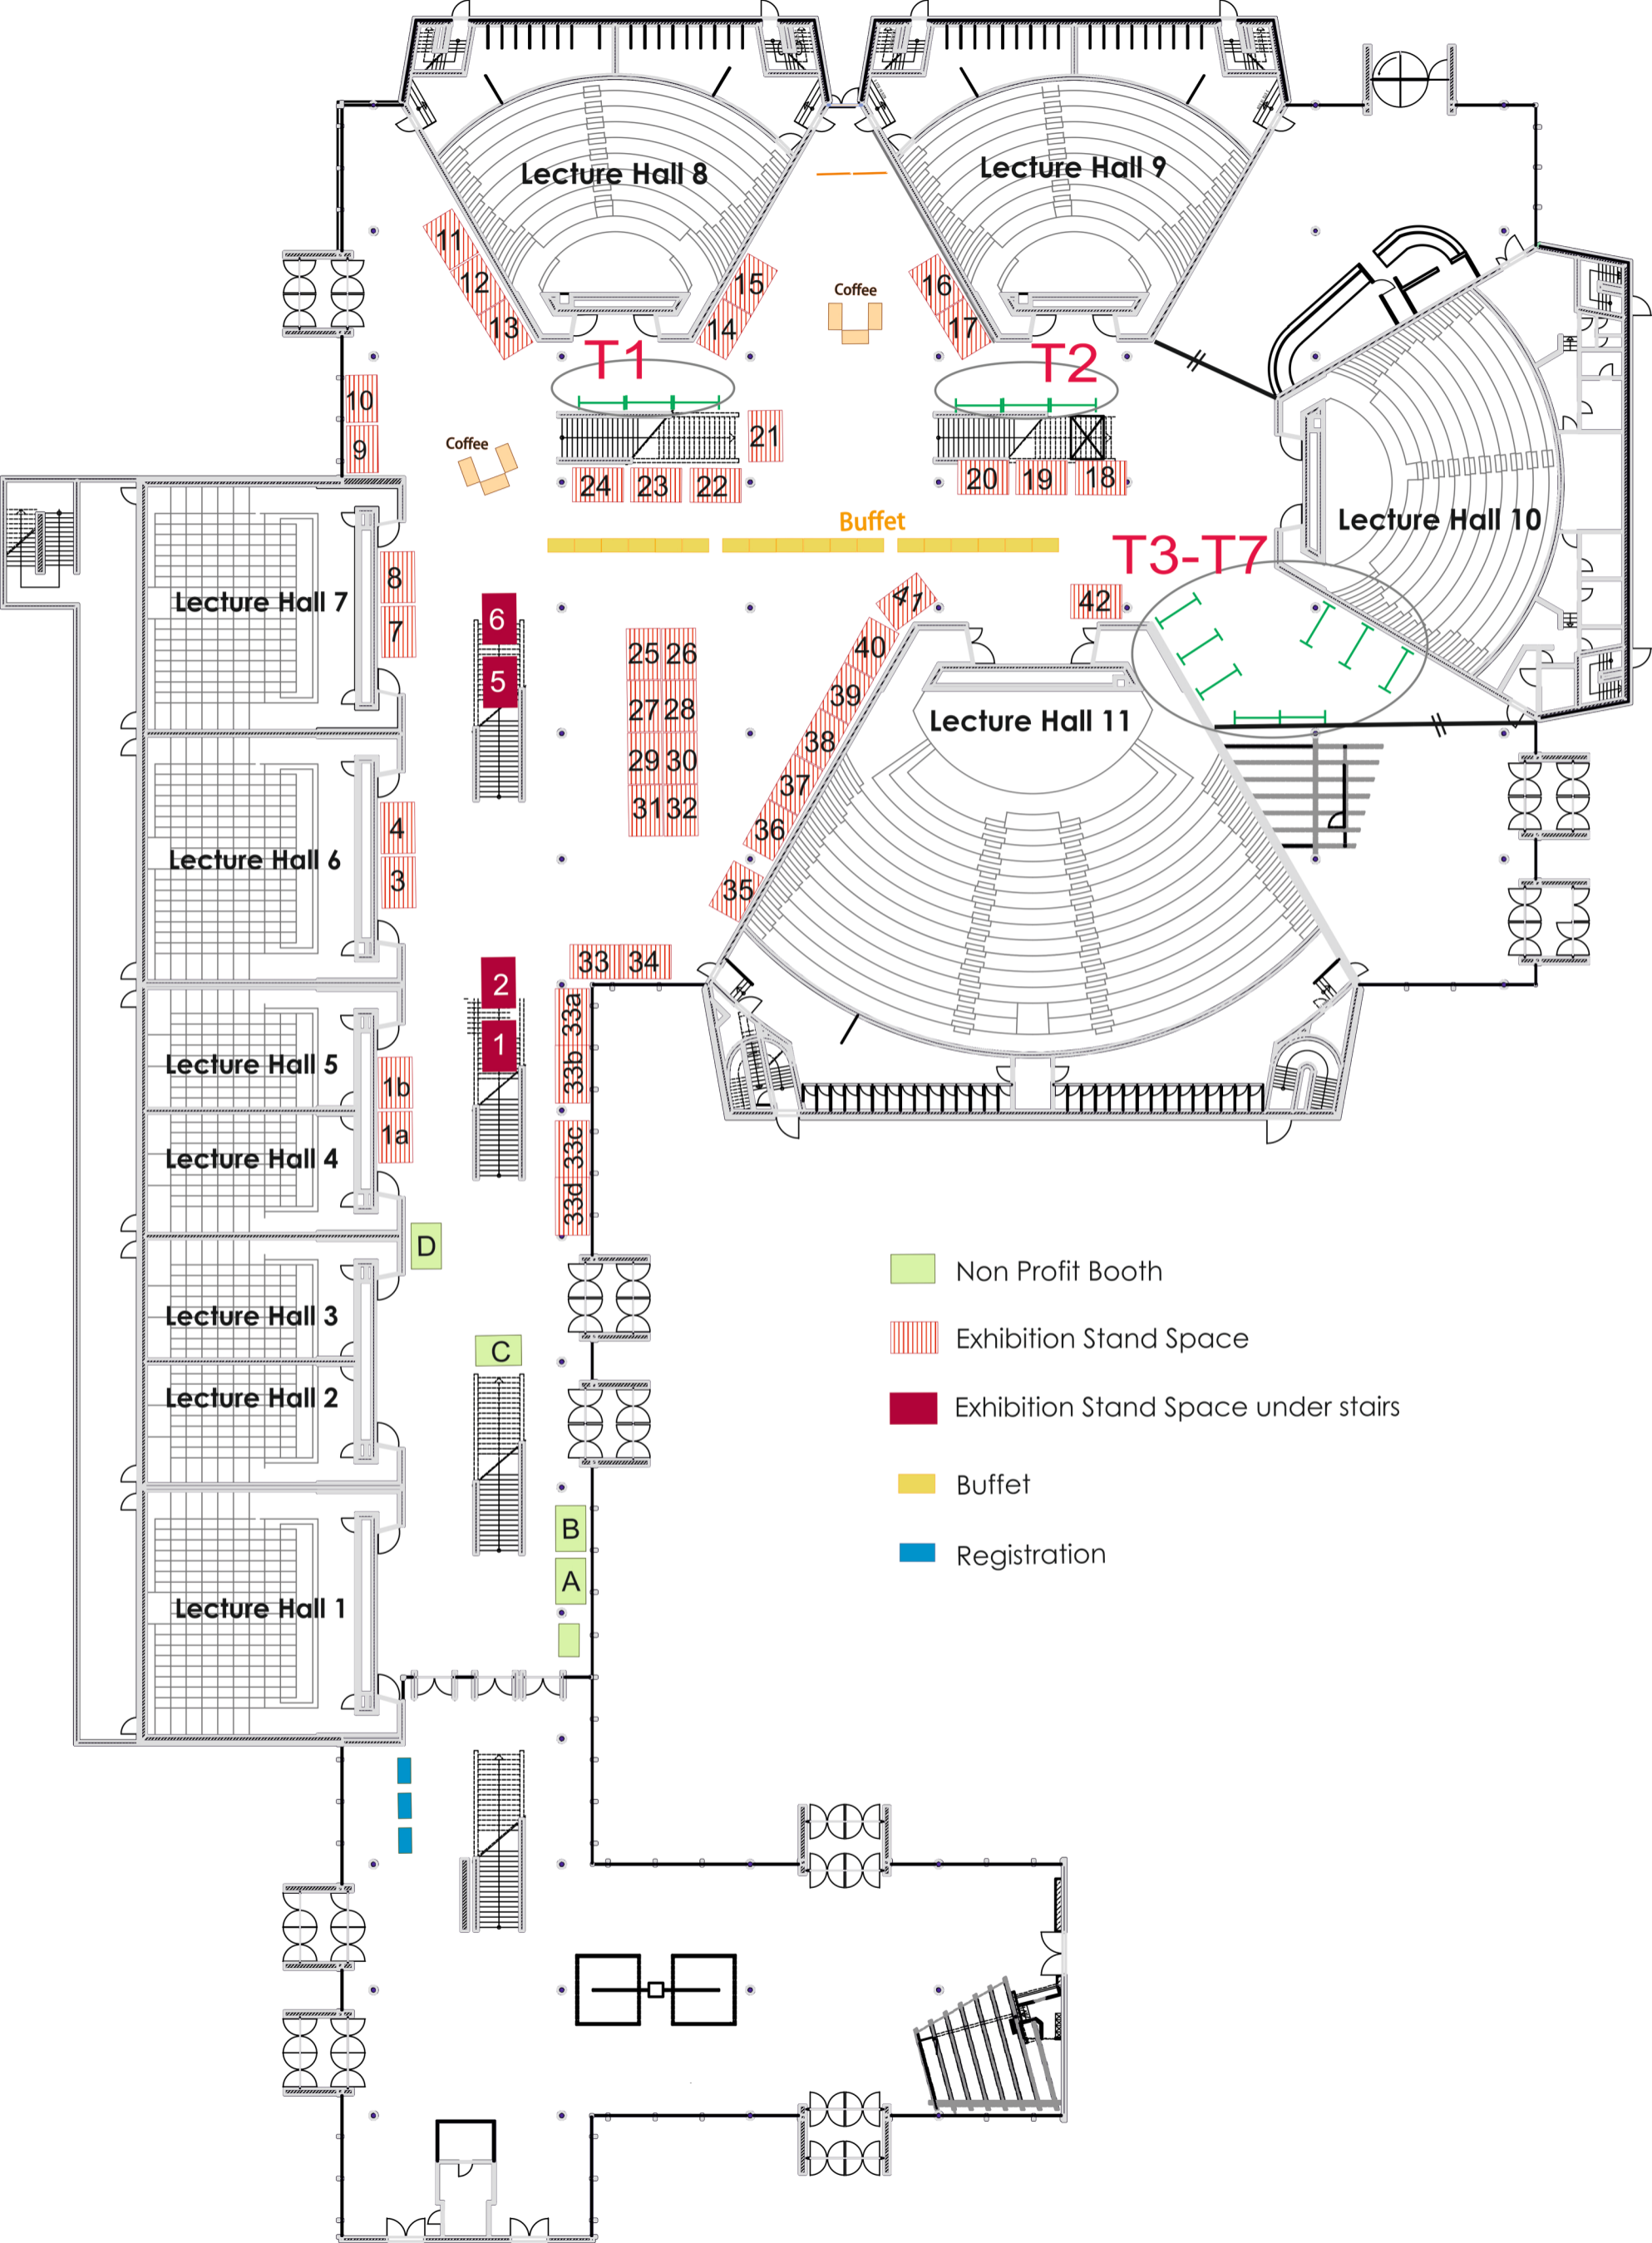 Lecture Hall 8
Lecture Hall 9
11
12
13
15
14
Coffee
16
17
T1
T2
10
9
Coffee
21
24
23
22
20
19
18
Buffet
Lecture Hall 10
T3-T7
8
7
Lecture Hall 7
6
5
25
26
27
28
29
30
31
32
41
42
40
39
38
37
36
35
Lecture Hall 11
4
3
Lecture Hall 6
33
34
2
1
33a
33b
33c
33d
Lecture Hall 5
1b
1a
Lecture Hall 4
D
Lecture Hall 3
C
Lecture Hall 2
B
A
Lecture Hall 1
Non Profit Booth
Exhibition Stand Space
Exhibition Stand Space under stairs
Buffet
Registration